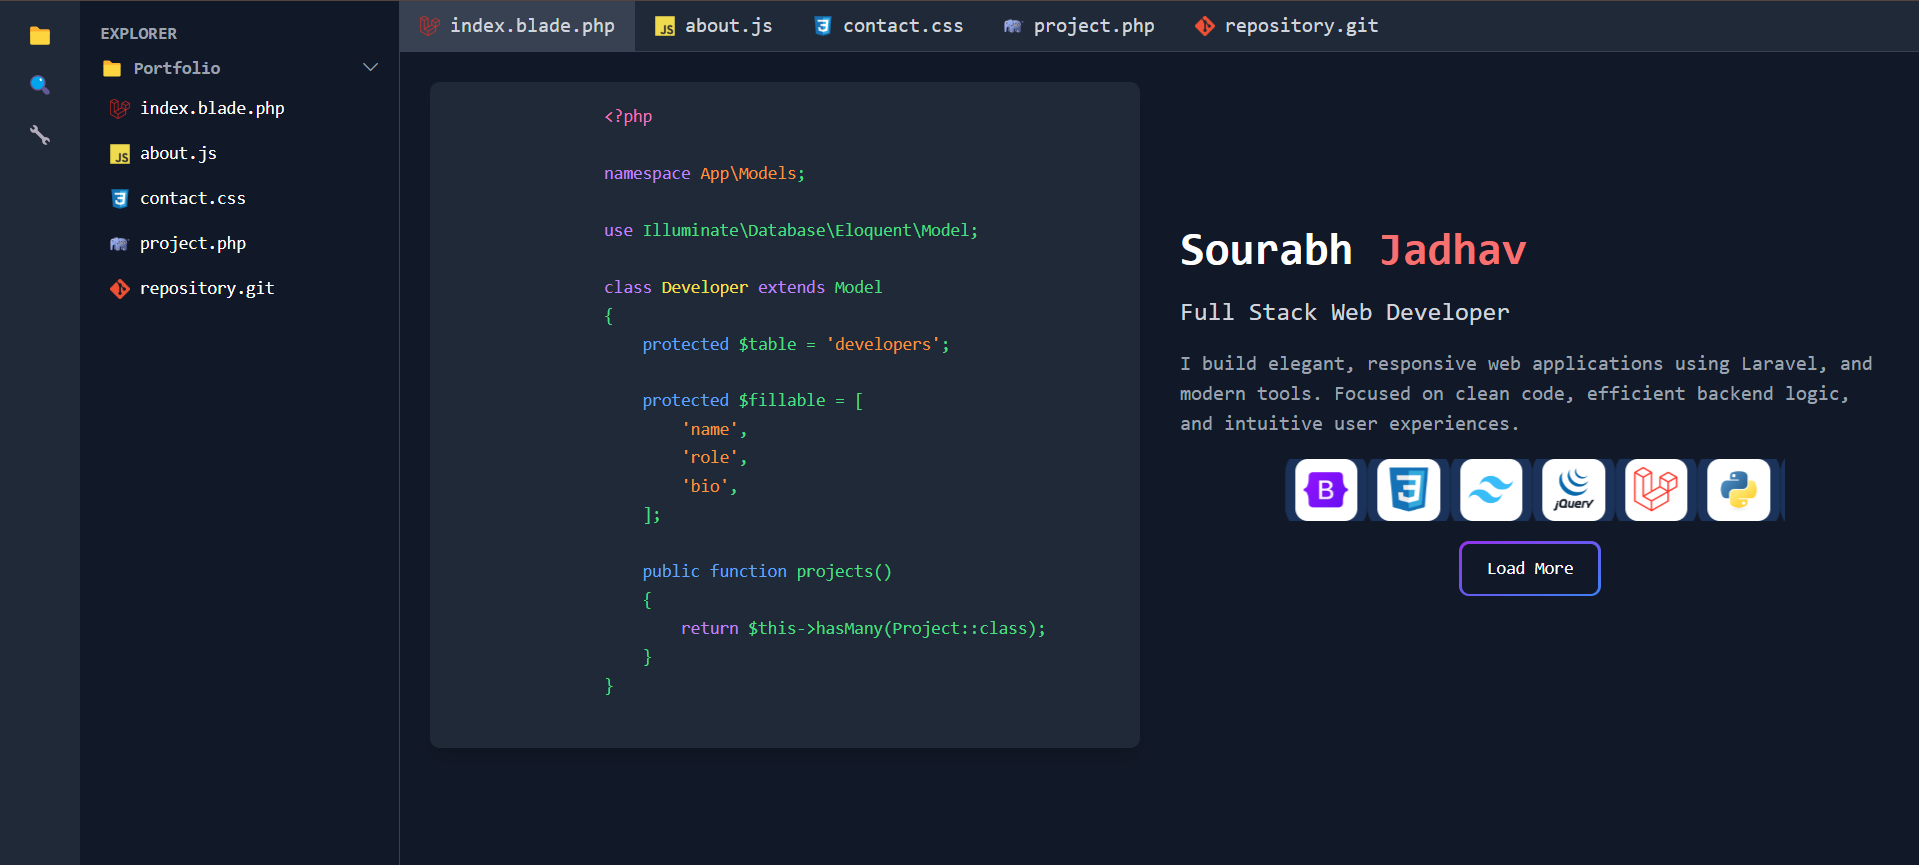 EXPLORER
Portfolio
index.blade.php
about.js
contact.css
project.php
repository.git
index.blade.php
about.js
contact.css
project.php
repository.git
<?php
namespace App\Models;
use Illuminate\Database\Eloquent\Model;
class Developer extends Model
{
protected $table = 'developers';
protected $fillable = [
'name',
'role',
'bio',
];
public function projects()
{
return $this->hasMany(Project::class);
}
}
Sourabh Jadhav
Full Stack Web Developer
I build elegant, responsive web applications using Laravel, and
modern tools. Focused on clean code, efficient backend logic,
and intuitive user experiences.
B
3
jQuery
Load More